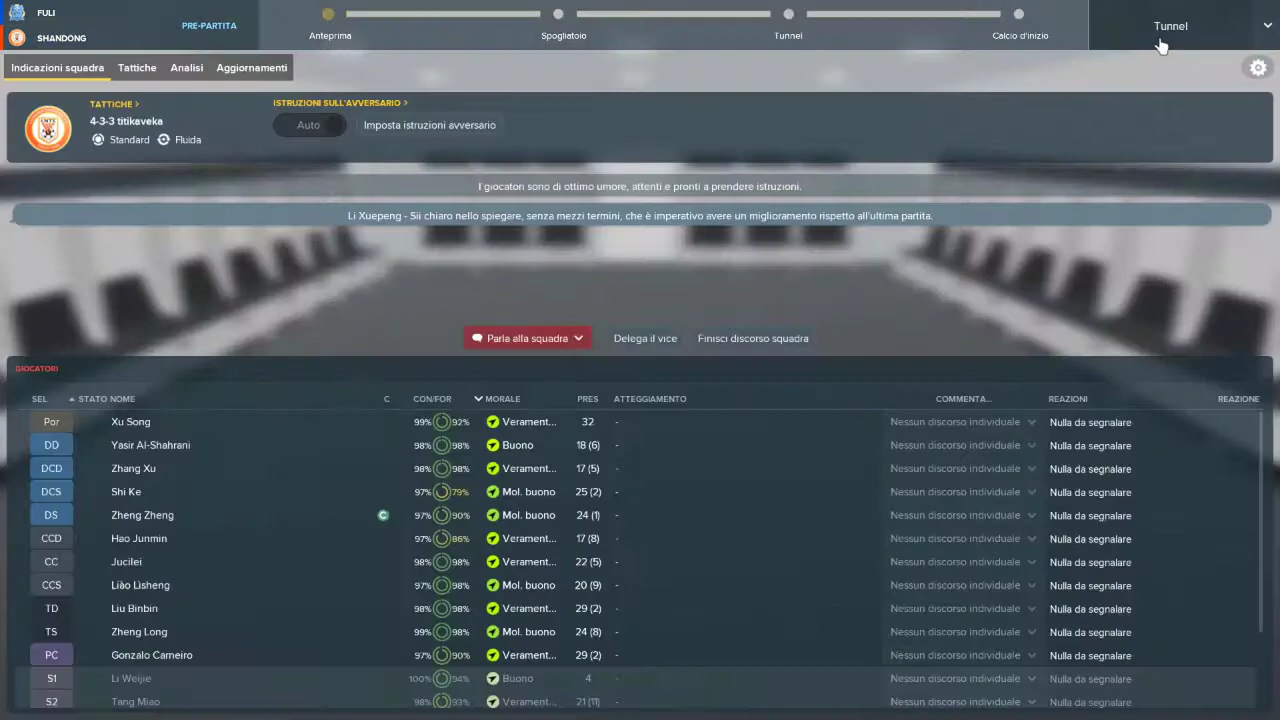 FULI
SHANDONG
PRE-PARTITA
Anteprima
Spogliatoio
Tunnel
Calcio d'inizio
Tunnel
Indicazioni squadra Tattiche Analisi Aggiornamenti
TATTICHE >
4-3-3 titikaveka
Standard Fluida
ISTRUZIONI SULL'AVVERSARIO >
Auto Imposta istruzioni avversario
I giocatori sono di ottimo umore, attenti e pronti a prendere istruzioni.
Li Xuepeng - Sii chiaro nello spiegare, senza mezzi termini, che è imperativo avere un miglioramento rispetto all'ultima partita.
Parla alla squadra Delega il vice Finisci discorso squadra
GIOCATORI
SEL STATO NOME C CON/FOR MORALE PRES ATTEGGIAMENTO COMMENTA... REAZIONI REAZIONE
Por Xu Song 99% 92% Verament... 32 - Nessun discorso individuale Nulla da segnalare
DD Yasir Al-Shahrani 98% 98% Buono 18 (6) - Nessun discorso individuale Nulla da segnalare
DCD Zhang Xu 98% 98% Verament... 17 (5) - Nessun discorso individuale Nulla da segnalare
DCS Shi Ke 97% 79% Mol. buono 25 (2) - Nessun discorso individuale Nulla da segnalare
DS Zheng Zheng C 97% 90% Mol. buono 24 (1) - Nessun discorso individuale Nulla da segnalare
CCD Hao Junmin 97% 86% Verament... 17 (8) - Nessun discorso individuale Nulla da segnalare
CC Jucilei 98% 98% Verament... 22 (5) - Nessun discorso individuale Nulla da segnalare
CCS Liào Lìsheng 97% 98% Mol. buono 20 (9) - Nessun discorso individuale Nulla da segnalare
TD Liu Binbin 98% 98% Verament... 29 (2) - Nessun discorso individuale Nulla da segnalare
TS Zheng Long 99% 98% Mol. buono 24 (8) - Nessun discorso individuale Nulla da segnalare
PC Gonzalo Carneiro 97% 90% Verament... 29 (2) - Nessun discorso individuale Nulla da segnalare
S1 Li Weijie 100% 94% Buono 4 - Nessun discorso individuale Nulla da segnalare
S2 Tang Miao 98% 93% Verament... 21 (11) - Nessun discorso individuale Nulla da segnalare